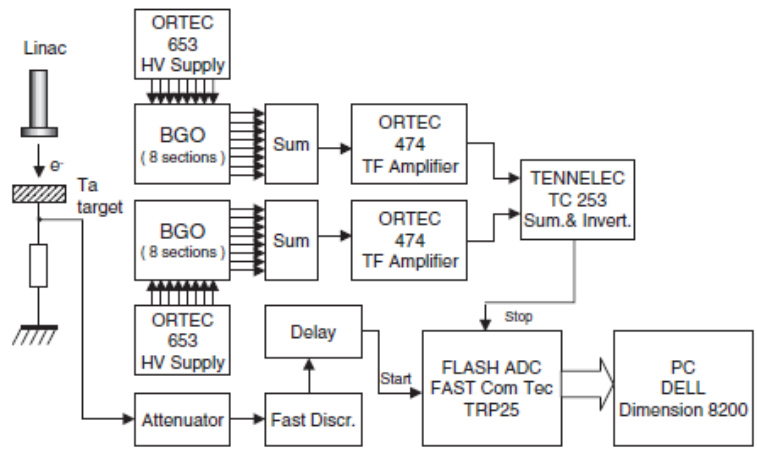 Linac
e-
Ta
target
ORTEC
653
HV Supply
BGO
( 8 sections )
Sum
ORTEC
474
TF Amplifier
TENNELEC
TC 253
Sum.& Invert.
BGO
( 8 sections )
Sum
ORTEC
474
TF Amplifier
ORTEC
653
HV Supply
Delay
Attenuator
Fast Discr.
Start
Stop
FLASH ADC
FAST Com Tec
TRP25
PC
DELL
Dimension 8200